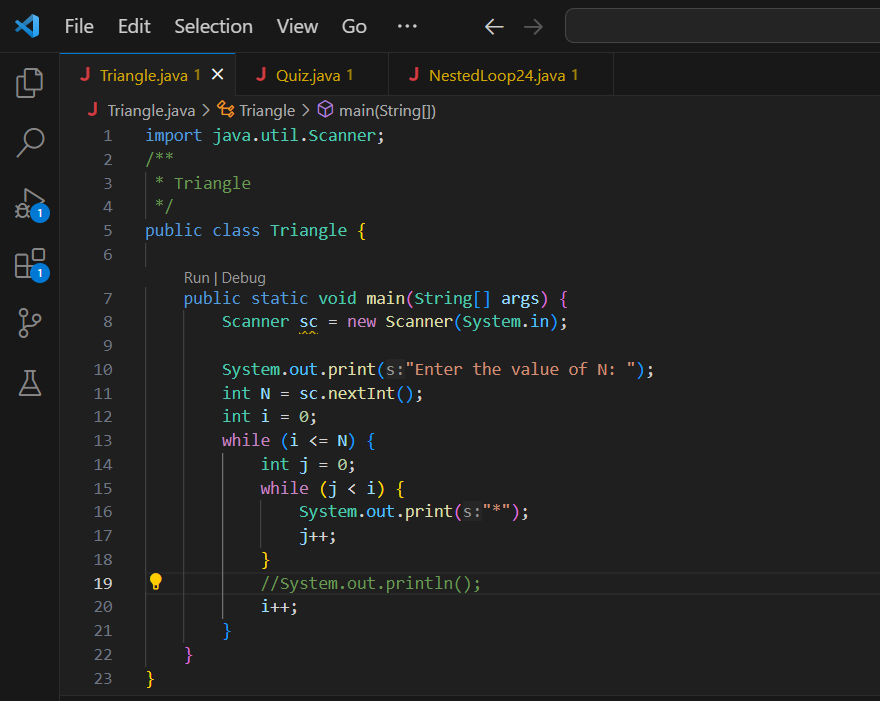 File Edit Selection View Go ···
J Triangle.java 1 × J Quiz.java 1 J NestedLoop24.java 1
J Triangle.java > Triangle > main(String[])
1 import java.util.Scanner;
2 /**
3 * Triangle
4 */
5 public class Triangle {
6
Run | Debug
7 public static void main(String[] args) {
8 Scanner sc = new Scanner(System.in);
9
10 System.out.print(s:"Enter the value of N: ");
11 int N = sc.nextInt();
12 int i = 0;
13 while (i <= N) {
14 int j = 0;
15 while (j < i) {
16 System.out.print(s:"*");
17 j++;
18 }
19 //System.out.println();
20 i++;
21 }
22 }
23 }
1
1